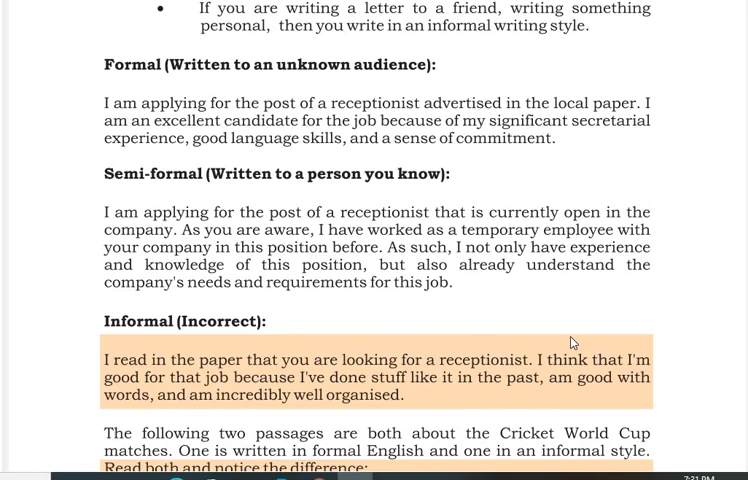 • If you are writing a letter to a friend, writing something
personal, then you write in an informal writing style.
Formal (Written to an unknown audience):
I am applying for the post of a receptionist advertised in the local paper. I
am an excellent candidate for the job because of my significant secretarial
experience, good language skills, and a sense of commitment.
Semi-formal (Written to a person you know):
I am applying for the post of a receptionist that is currently open in the
company. As you are aware, I have worked as a temporary employee with
your company in this position before. As such, I not only have experience
and knowledge of this position, but also already understand the
company's needs and requirements for this job.
Informal (Incorrect):
I read in the paper that you are looking for a receptionist. I think that I'm
good for that job because I've done stuff like it in the past, am good with
words, and am incredibly well organised.
The following two passages are both about the Cricket World Cup
matches. One is written in formal English and one in an informal style.
Read both and notice the difference:
7:21 PM